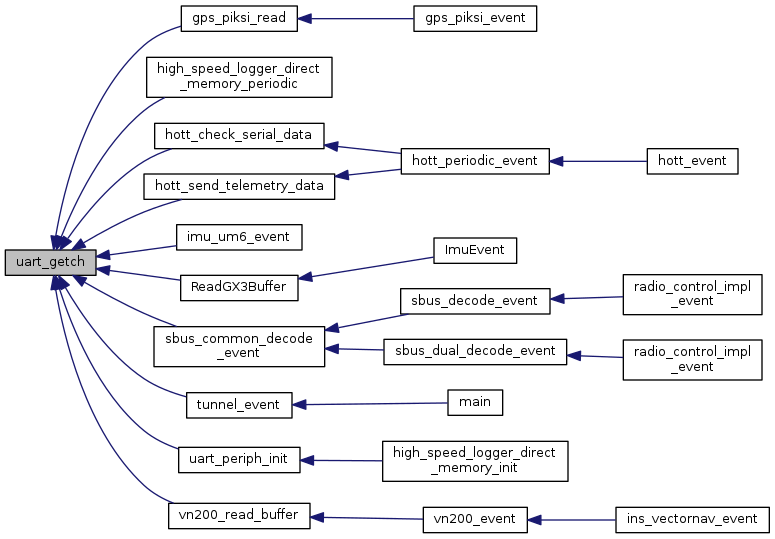 gps_piksi_read
gps_piksi_event
high_speed_logger_direct
_memory_periodic
hott_check_serial_data
hott_periodic_event
hott_event
hott_send_telemetry_data
imu_um6_event
ImuEvent
uart_getch
ReadGX3Buffer
sbus_decode_event
radio_control_impl
_event
sbus_common_decode
_event
sbus_dual_decode_event
radio_control_impl
_event
tunnel_event
main
uart_periph_init
high_speed_logger_direct
_memory_init
vn200_read_buffer
vn200_event
ins_vectornav_event